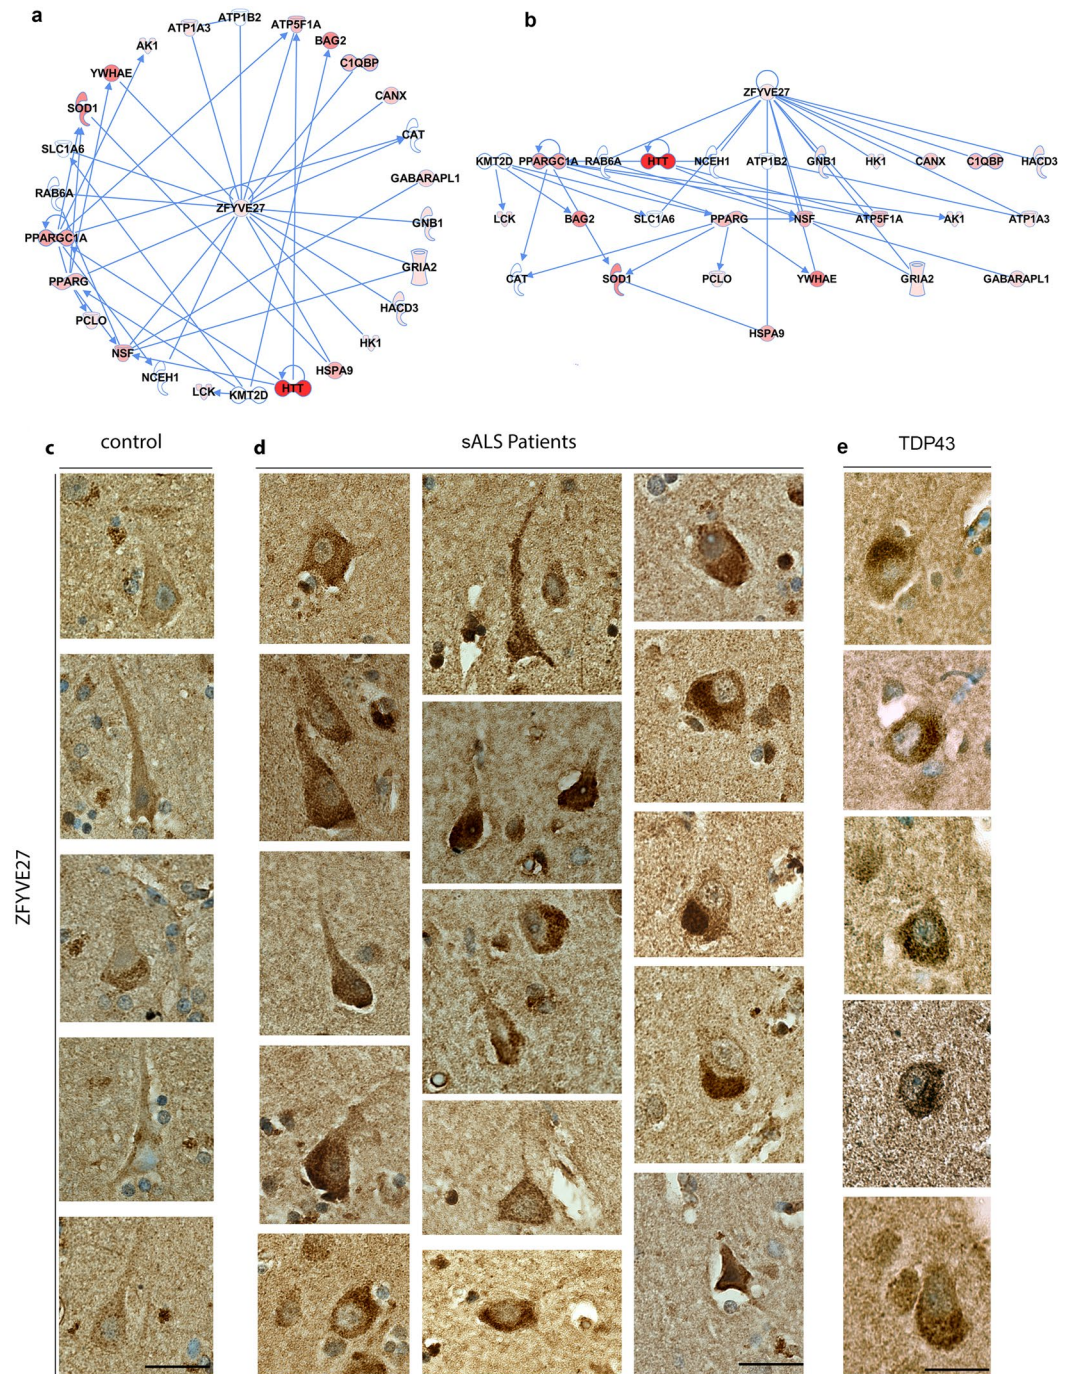 a
ATP1B2
ATP1A3
ATP5F1A
AK1
BAG2
C1QBP
YWHAE
CANX
SOD1
CAT
SLC1A6
GABARAPL1
RAB6A
ZFYVE27
GNB1
PPARGC1A
GRIA2
PPARG
HACD3
PCLO
HK1
NSF
HSPA9
NCEH1
LCK
KMT2D
HTT
b
ZFYVE27
KMT2D PPARGC1A RAB6A HTT NCEH1 ATP1B2 GNB1 HK1 CANX C1QBP HACD3
LCK BAG2 SLC1A6 PPARG NSF ATP5F1A AK1 ATP1A3
CAT SOD1 PCLO YWHAE GRIA2 GABARAPL1
HSPA9
c control
d sALS Patients
e TDP43
ZFYVE27